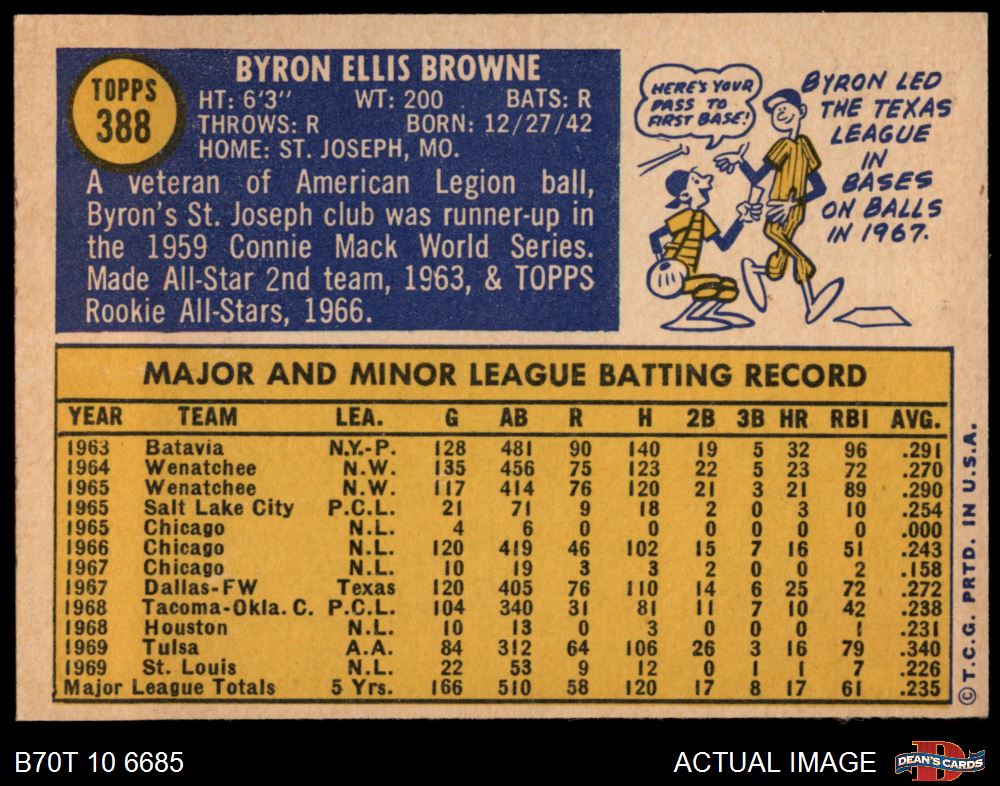 TOPPS
388
BYRON ELLIS BROWNE
HT: 6'3" WT: 200 BATS: R
THROWS: R BORN: 12/27/42
HOME: ST. JOSEPH, MO.
A veteran of American Legion ball,
Byron's St. Joseph club was runner-up in
the 1959 Connie Mack World Series.
Made All-Star 2nd team, 1963, & TOPPS
Rookie All-Stars, 1966.
HERE'S YOUR
PASS TO
FIRST BASE!
BYRON LED
THE TEXAS
LEAGUE
IN
BASES
ON BALLS
IN 1967.
MAJOR AND MINOR LEAGUE BATTING RECORD
YEAR TEAM LEA. G AB R H 2B 3B HR RBI AVG.
1963 Batavia N.Y.-P. 128 481 90 140 19 5 32 96 .291
1964 Wenatchee N.W. 135 456 75 123 22 5 23 72 .270
1965 Wenatchee N.W. 117 414 76 120 21 3 21 89 .290
1965 Salt Lake City P.C.L. 21 71 9 18 2 0 3 10 .254
1965 Chicago N.L. 4 6 0 0 0 0 0 0 .000
1966 Chicago N.L. 120 419 46 102 15 7 16 51 .243
1967 Chicago N.L. 10 19 3 3 2 0 0 2 .158
1967 Dallas-FW Texas 120 405 76 110 14 6 25 72 .272
1968 Tacoma-Okla. C. P.C.L. 104 340 31 81 11 7 10 42 .238
1968 Houston N.L. 10 13 0 3 0 0 0 1 .231
1969 Tulsa A.A. 84 312 64 106 26 3 16 79 .340
1969 St. Louis N.L. 22 53 9 12 0 1 1 7 .226
Major League Totals 5 Yrs. 166 510 58 120 17 8 17 61 .235
© T.C.G. PRTD. IN U.S.A.
B70T 10 6685
ACTUAL IMAGE
DEAN'S CARDS